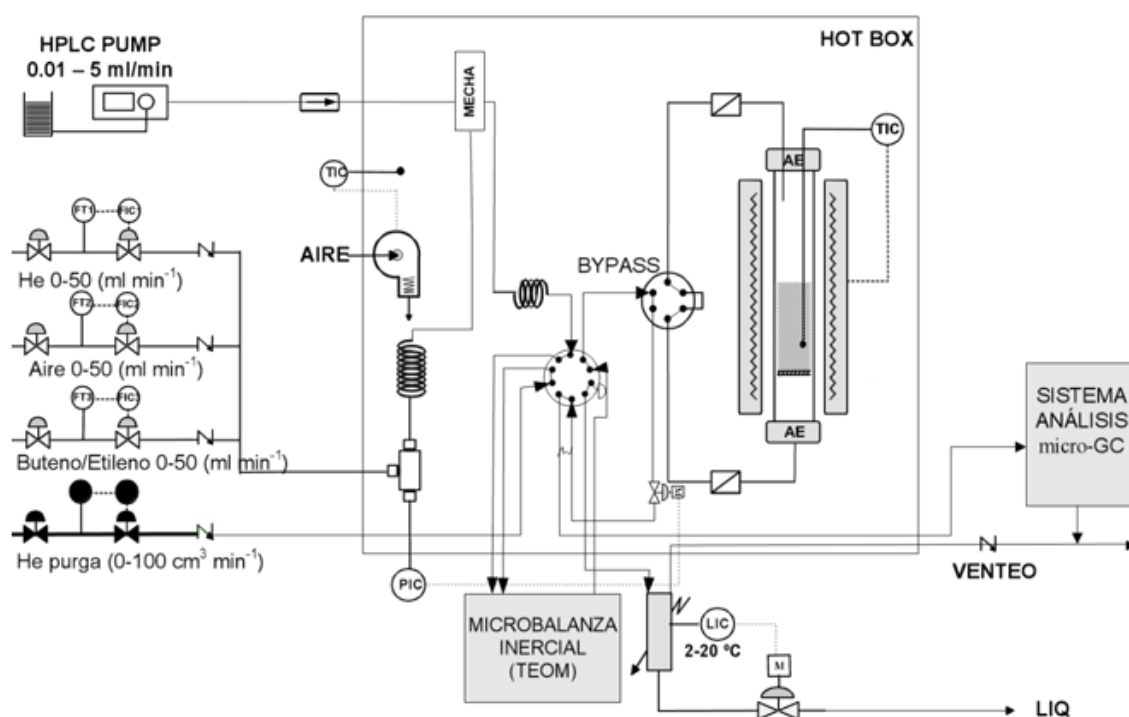 HPLC PUMP
0.01 – 5 ml/min
HOT BOX
MECHA
TIC
TIC
AE
FT1
FIC1
AIRE
BYPASS
He 0-50 (ml min⁻¹)
FT2
FIC2
Aire 0-50 (ml min⁻¹)
FT3
FIC3
Buteno/Etileno 0-50 (ml min⁻¹)
AE
SISTEMA
ANÁLISIS
micro-GC
He purga (0-100 cm³ min⁻¹)
PIC
VENTEO
MICROBALANZA
INERCIAL
(TEOM)
LIC
2-20 ºC
M
LIQ